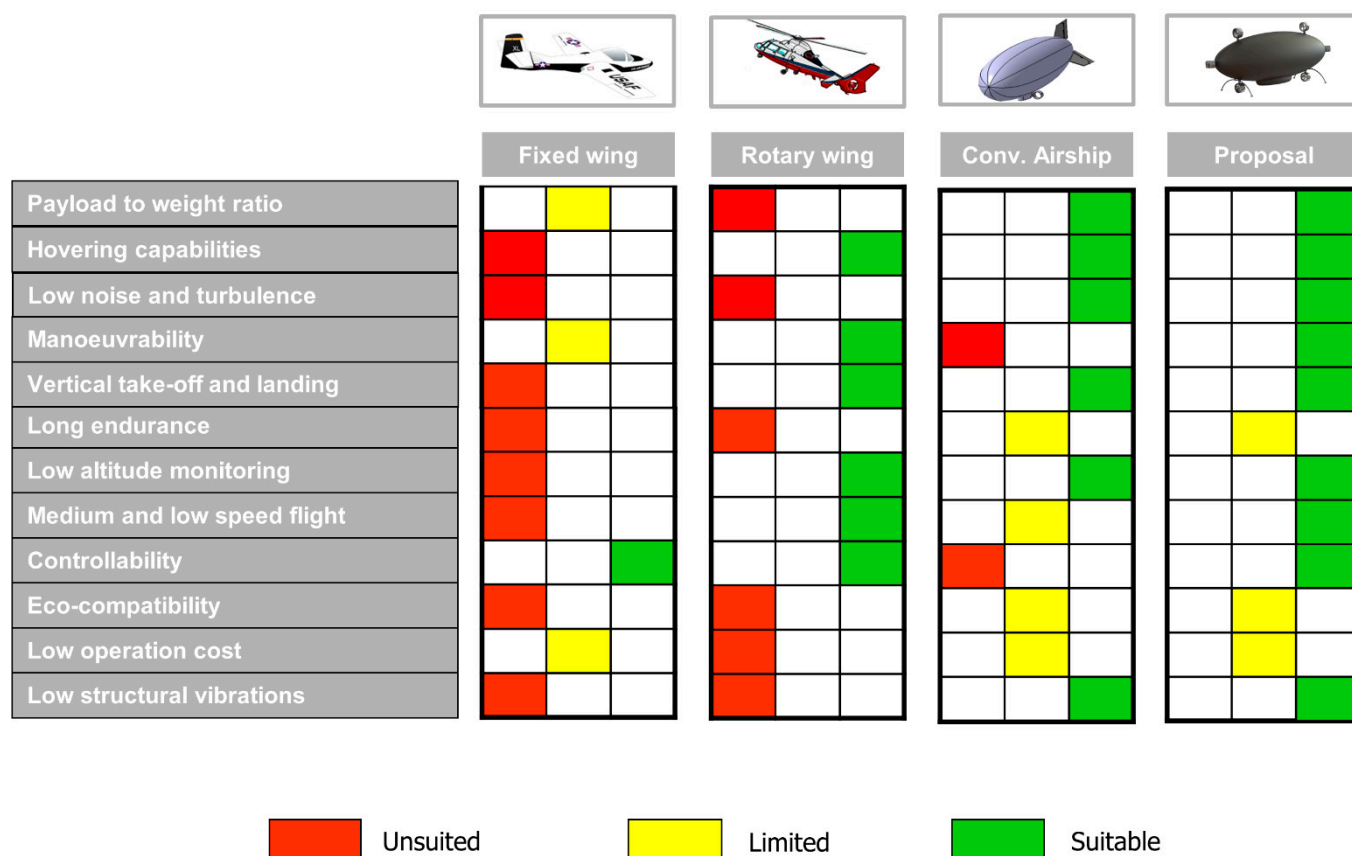 XL
USAF
Fixed wing
Rotary wing
Conv. Airship
Proposal
Payload to weight ratio
Hovering capabilities
Low noise and turbulence
Manoeuvrability
Vertical take-off and landing
Long endurance
Low altitude monitoring
Medium and low speed flight
Controllability
Eco-compatibility
Low operation cost
Low structural vibrations
Unsuited
Limited
Suitable